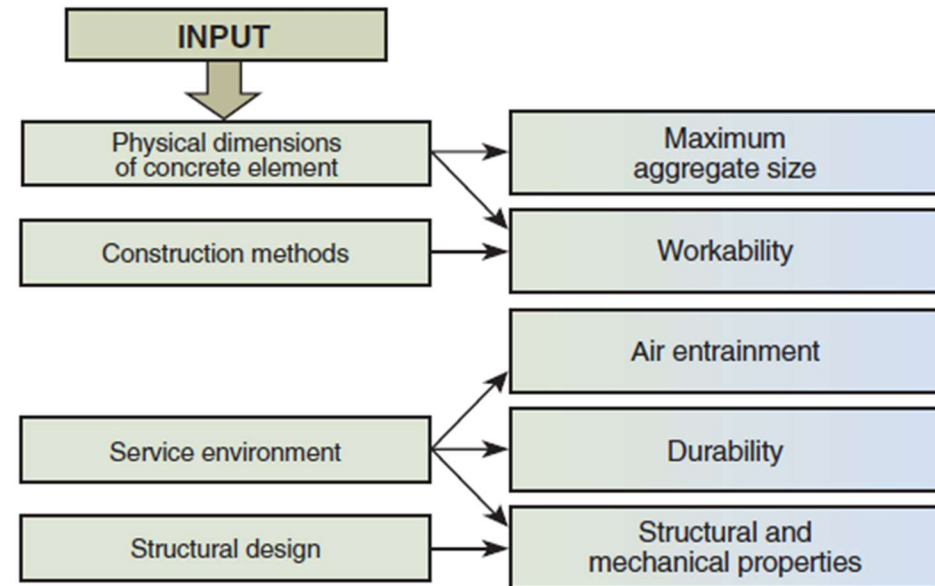 INPUT
Physical dimensions
of concrete element
Maximum
aggregate size
Construction methods
Workability
Air entrainment
Service environment
Durability
Structural design
Structural and
mechanical properties